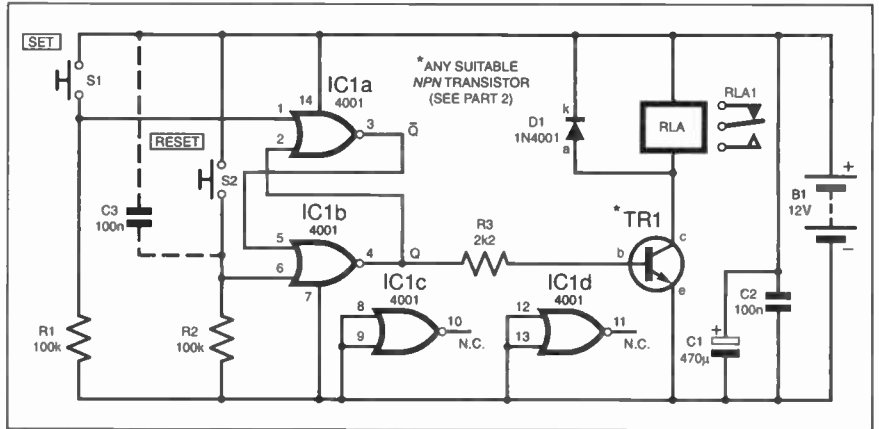 SET
S1
C3
100n
R1
100k
RESET
S2
R2
100k
14
IC1a
4001
1
2
3
Q̅
*ANY SUITABLE
NPN TRANSISTOR
(SEE PART 2)
IC1b
4001
5
6
4
7
Q
R3
2k2
IC1c
4001
8
9
10
N.C.
IC1d
4001
12
13
11
N.C.
D1
1N4001
k
a
RLA
RLA1
*TR1
b
c
e
C1
470μ
+
C2
100n
B1
12V
+
−